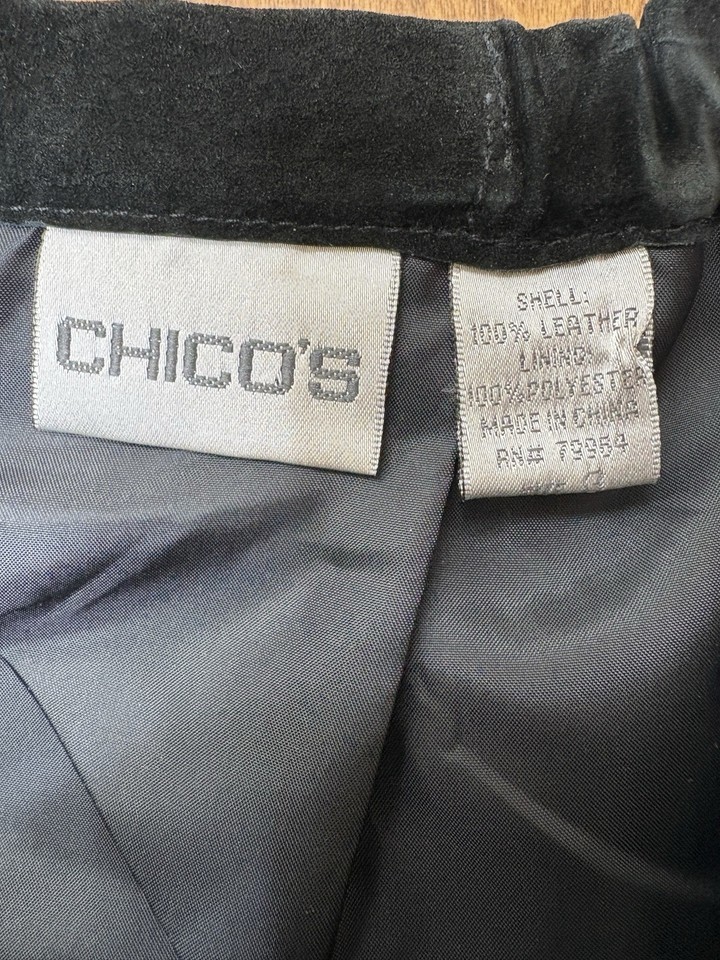 CHICO'S
SHELL:
100% LEATHER
LINING:
100% POLYESTER
MADE IN CHINA
RN# 79954